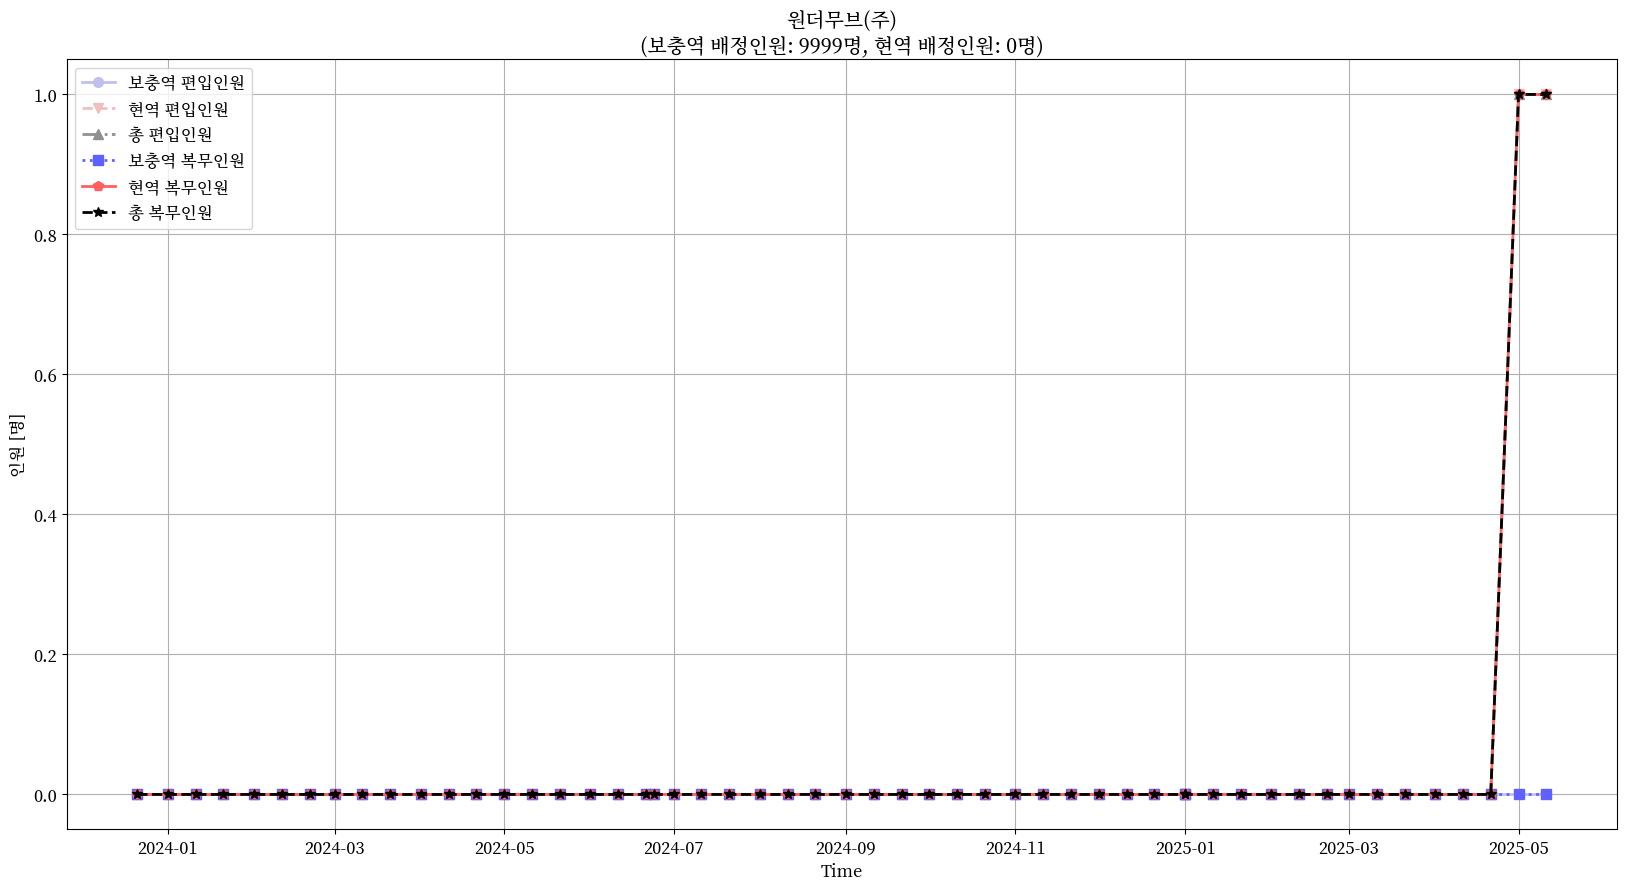 원더무브(주)
(보충역 배정인원: 9999명, 현역 배정인원: 0명)
보충역 편입인원
현역 편입인원
총 편입인원
보충역 복무인원
현역 복무인원
총 복무인원
인원 [명]
1.0
0.8
0.6
0.4
0.2
0.0
2024-01 2024-03 2024-05 2024-07 2024-09 2024-11 2025-01 2025-03 2025-05
Time